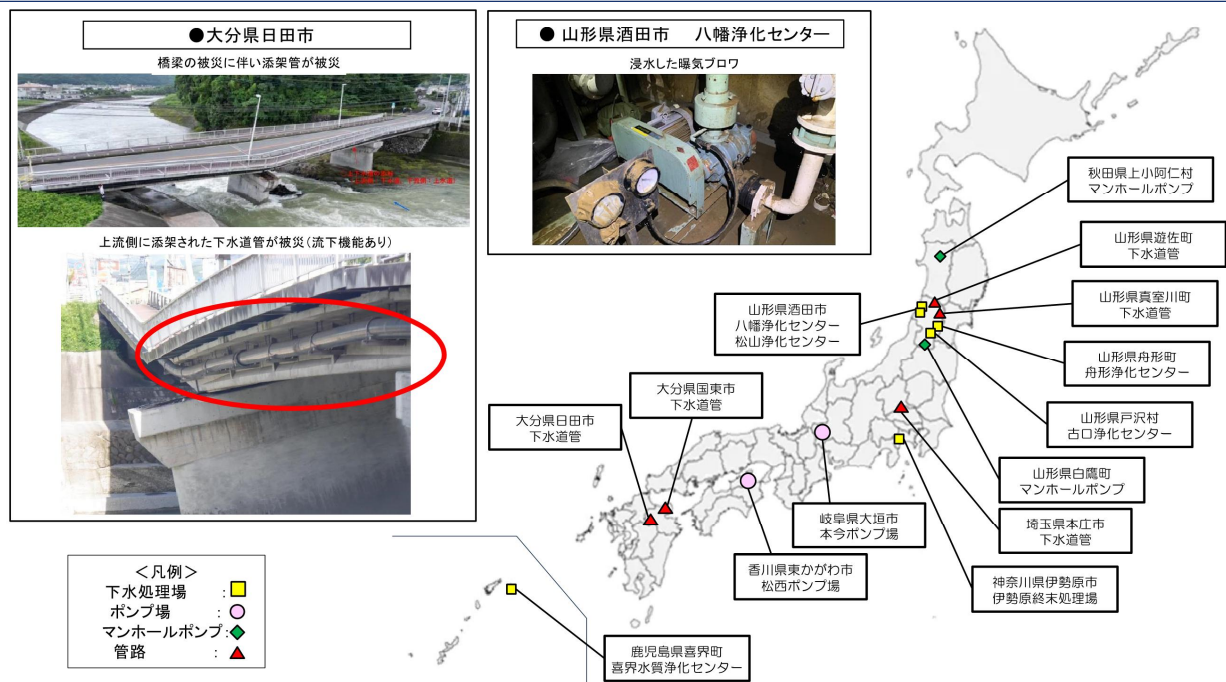 ●大分県日田市
橋梁の被災に伴い添架管が被災
上流側に添架された下水道管が被災(流下機能あり)
● 山形県酒田市 八幡浄化センター
浸水した曝気ブロワ
秋田県上小阿仁村
マンホールポンプ
山形県遊佐町
下水道管
山形県真室川町
下水道管
山形県酒田市
八幡浄化センター
松山浄化センター
山形県舟形町
舟形浄化センター
大分県国東市
下水道管
大分県日田市
下水道管
山形県戸沢村
古口浄化センター
山形県白鷹町
マンホールポンプ
岐阜県大垣市
本今ポンプ場
埼玉県本庄市
下水道管
香川県東かがわ市
松西ポンプ場
神奈川県伊勢原市
伊勢原終末処理場
鹿児島県喜界町
喜界水質浄化センター
<凡例>
下水処理場 :
ポンプ場 :
マンホールポンプ:
管路 :